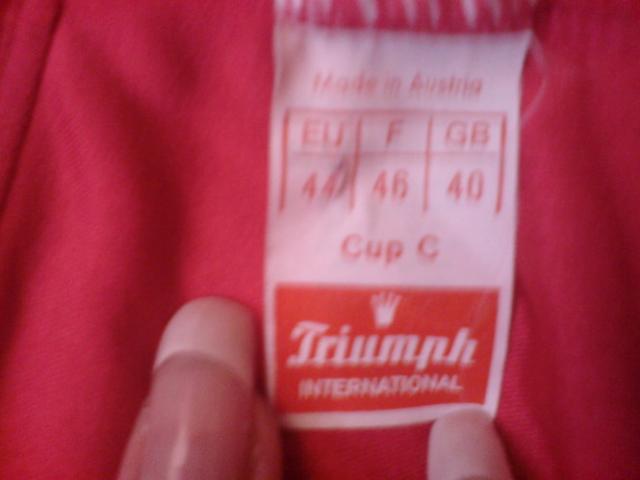 Made in Austria
EU F GB
44 46 40
Cup C
Triumph
INTERNATIONAL